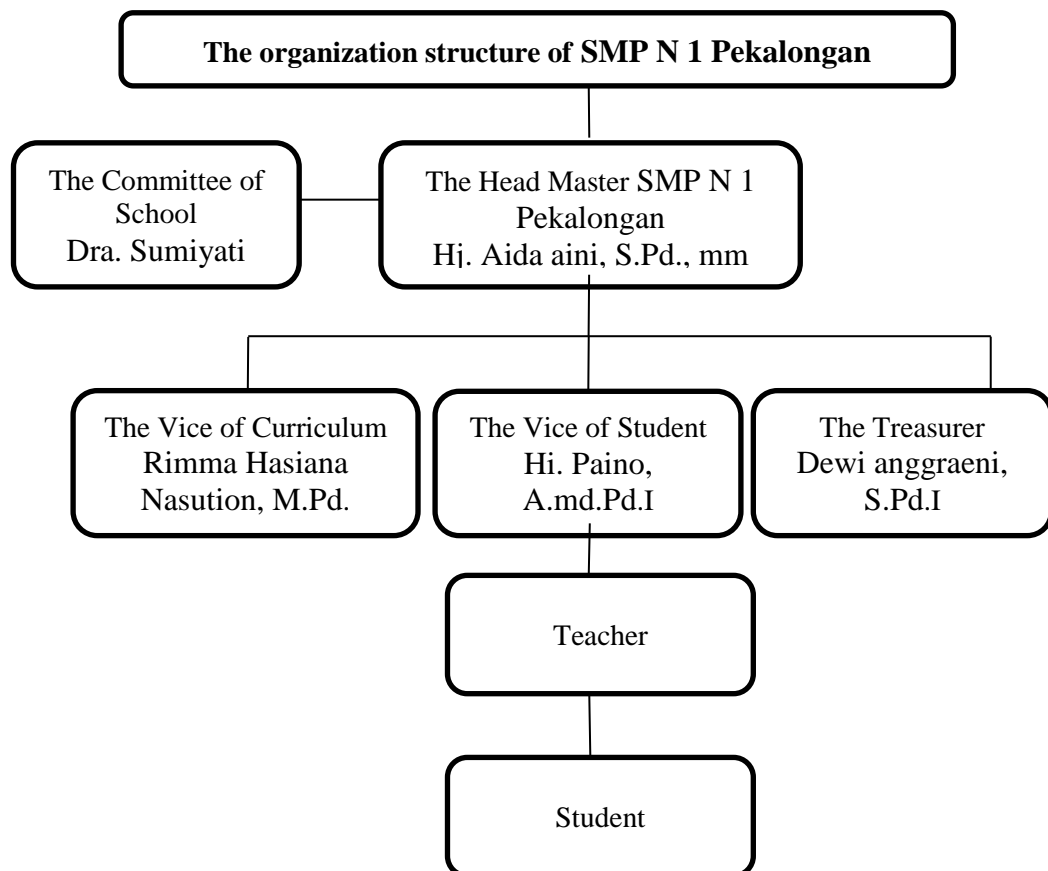 The organization structure of SMP N 1 Pekalongan
The Committee of
School
Dra. Sumiyati
The Head Master SMP N 1
Pekalongan
Hj. Aida aini, S.Pd., mm
The Vice of Curriculum
Rimma Hasiana
Nasution, M.Pd.
The Vice of Student
Hi. Paino,
A.md.Pd.I
The Treasurer
Dewi anggraeni,
S.Pd.I
Teacher
Student